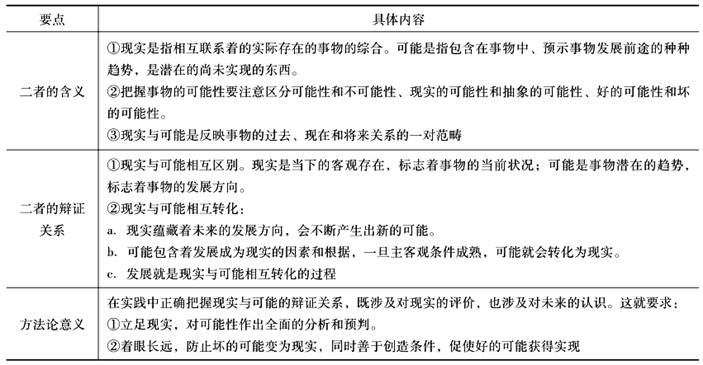 要点 具体内容
①现实是指相互联系着的实际存在的事物的综合。可能是指包含在事物中、预示事物发展前途的种种
趋势，是潜在的尚未实现的东西。
二者的含义
②把握事物的可能性要注意区分可能性和不可能性、现实的可能性和抽象的可能性、好的可能性和坏
的可能性。
③现实与可能是反映事物的过去、现在和将来关系的一对范畴
①现实与可能相互区别。现实是当下的客观存在，标志着事物的当前状况；可能是事物潜在的趋势，
标志着事物的发展方向。
二者的辩证
关系
②现实与可能相互转化：
a. 现实蕴藏着未来的发展方向，会不断产生出新的可能。
b. 可能包含着发展成为现实的因素和根据，一旦主客观条件成熟，可能就会转化为现实。
c. 发展就是现实与可能相互转化的过程
方法论意义
在实践中正确把握现实与可能的辩证关系，既涉及对现实的评价，也涉及对未来的认识。这就要求：
①立足现实，对可能性作出全面的分析和预判。
②着眼长远，防止坏的可能变为现实，同时善于创造条件，促使好的可能获得实现